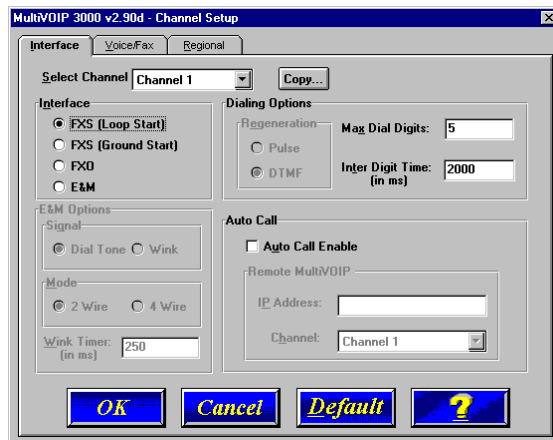 MultiVOIP 3000 v2.90d - Channel Setup
Interface
Voice/Fax
Regional
Select Channel Channel 1 Copy...
Interface
FXS (Loop Start)
FXS (Ground Start)
FXO
E&M
Dialing Options
Regeneration
Pulse
DTMF
Max Dial Digits: 5
Inter Digit Time: 2000
(in ms)
E&M Options
Signal
Dial Tone Wink
Mode
2 Wire 4 Wire
Wink Timer: 250
(in ms)
Auto Call
Auto Call Enable
Remote MultiVOIP
IP Address:
Channel: Channel 1
OK Cancel Default ?